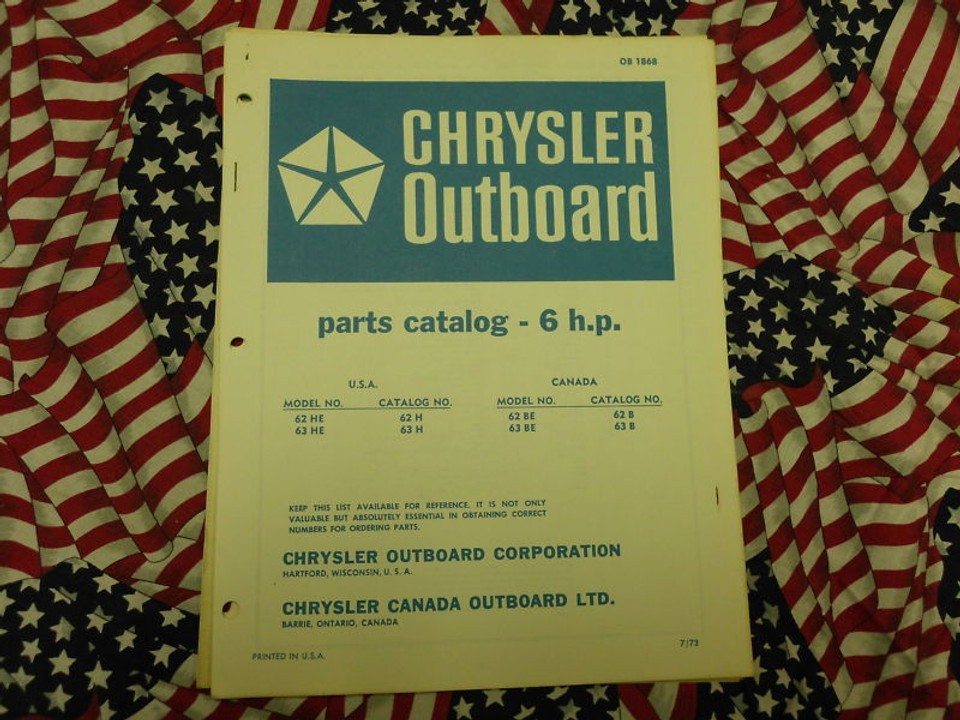 OB 1868
CHRYSLER
Outboard
parts catalog - 6 h.p.
U.S.A.
MODEL NO. CATALOG NO.
62 HE 62 H
63 HE 63 H
CANADA
MODEL NO. CATALOG NO.
62 BE 62 B
63 BE 63 B
KEEP THIS LIST AVAILABLE FOR REFERENCE. IT IS NOT ONLY
VALUABLE BUT ABSOLUTELY ESSENTIAL IN OBTAINING CORRECT
NUMBERS FOR ORDERING PARTS.
CHRYSLER OUTBOARD CORPORATION
HARTFORD, WISCONSIN, U. S. A.
CHRYSLER CANADA OUTBOARD LTD.
BARRIE, ONTARIO, CANADA
7/73
PRINTED IN U.S.A.